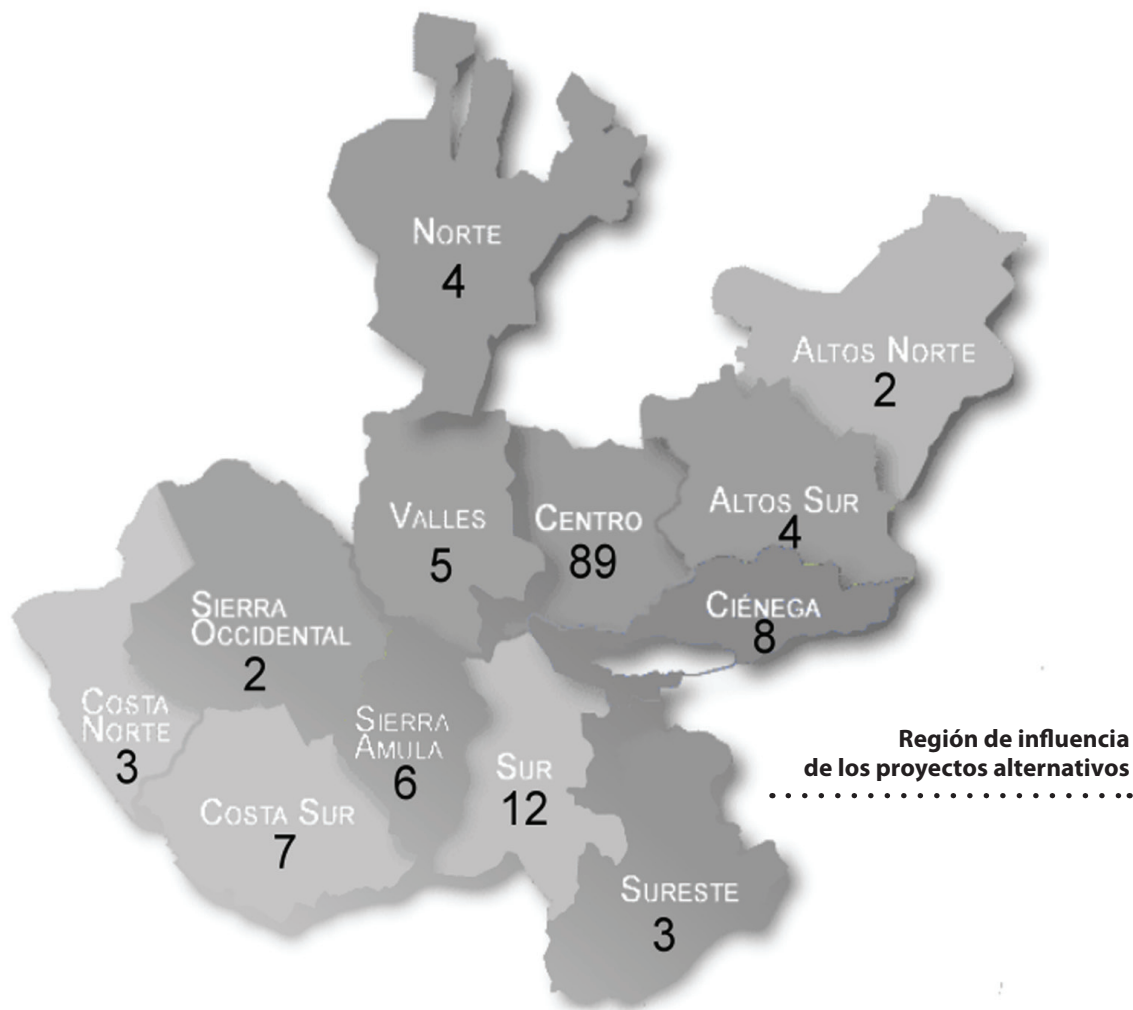 NORTE
4
ALTOS NORTE
2
VALLES
5
CENTRO
89
ALTOS SUR
4
CIÉNEGA
8
SIERRA
OCCIDENTAL
2
COSTA
NORTE
3
SIERRA
AMULA
6
SUR
12
COSTA SUR
7
SURESTE
3
Región de influencia
de los proyectos alternativos